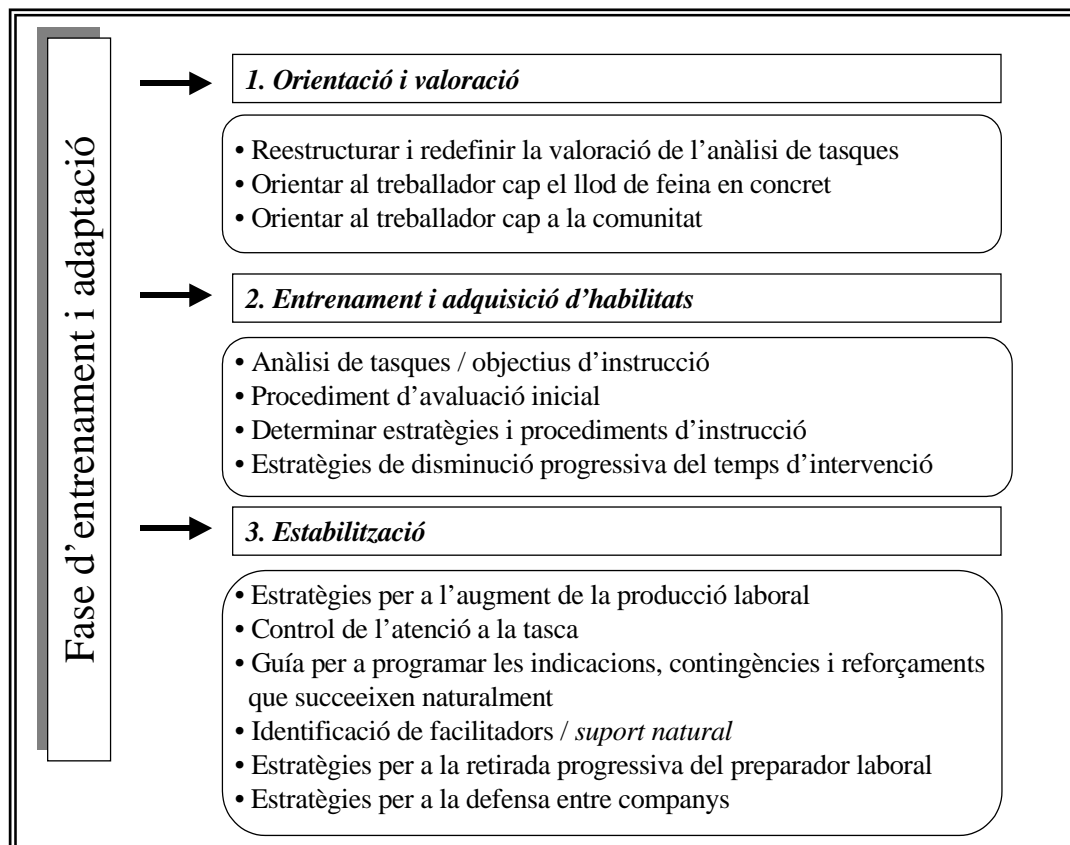 Fase d'entrenament i adaptació
1. Orientació i valoració
• Reestructurar i redefinir la valoració de l'anàlisi de tasques
• Orientar al treballador cap el llod de feina en concret
• Orientar al treballador cap a la comunitat
2. Entrenament i adquisició d'habilitats
• Anàlisi de tasques / objectius d'instrucció
• Procediment d'avaluació inicial
• Determinar estratègies i procediments d'instrucció
• Estratègies de disminució progressiva del temps d'intervenció
3. Estabilització
• Estratègies per a l'augment de la producció laboral
• Control de l'atenció a la tasca
• Guía per a programar les indicacions, contingències i reforçaments
que succeeixen naturalment
• Identificació de facilitadors / suport natural
• Estratègies per a la retirada progressiva del preparador laboral
• Estratègies per a la defensa entre companys